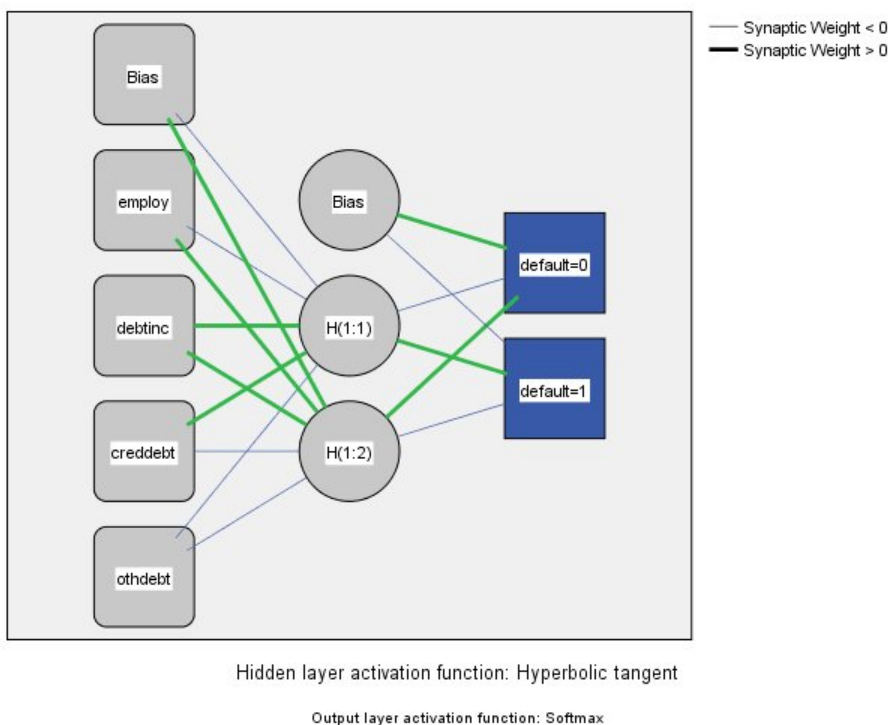 Synaptic Weight < 0
Synaptic Weight > 0
Bias
employ
debtinc
creddebt
othdebt
Bias
H(1:1)
H(1:2)
default=0
default=1
Hidden layer activation function: Hyperbolic tangent
Output layer activation function: Softmax